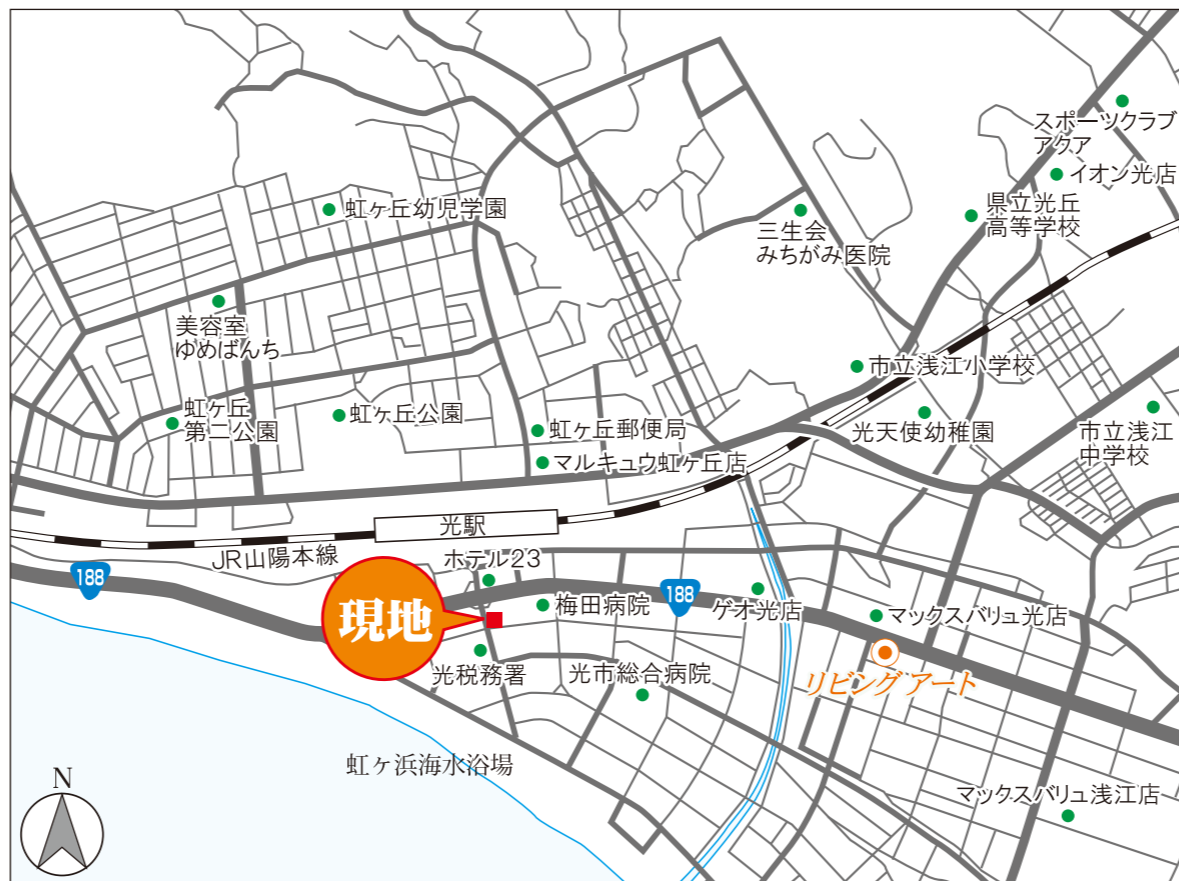 スポーツクラブ
アクア
イオン光店
虹ヶ丘幼児学園
三生会
みちがみ医院
県立光丘
高等学校
美容室
ゆめばんち
市立浅江小学校
虹ヶ丘
第二公園
虹ヶ丘公園
虹ヶ丘郵便局
光天使幼稚園
市立浅江
中学校
マルキュウ虹ヶ丘店
光駅
JR山陽本線
ホテル23
188
現地
梅田病院
188
ゲオ光店
マックスバリュ光店
光税務署
光市総合病院
リビングアート
虹ヶ浜海水浴場
N
マックスバリュ浅江店